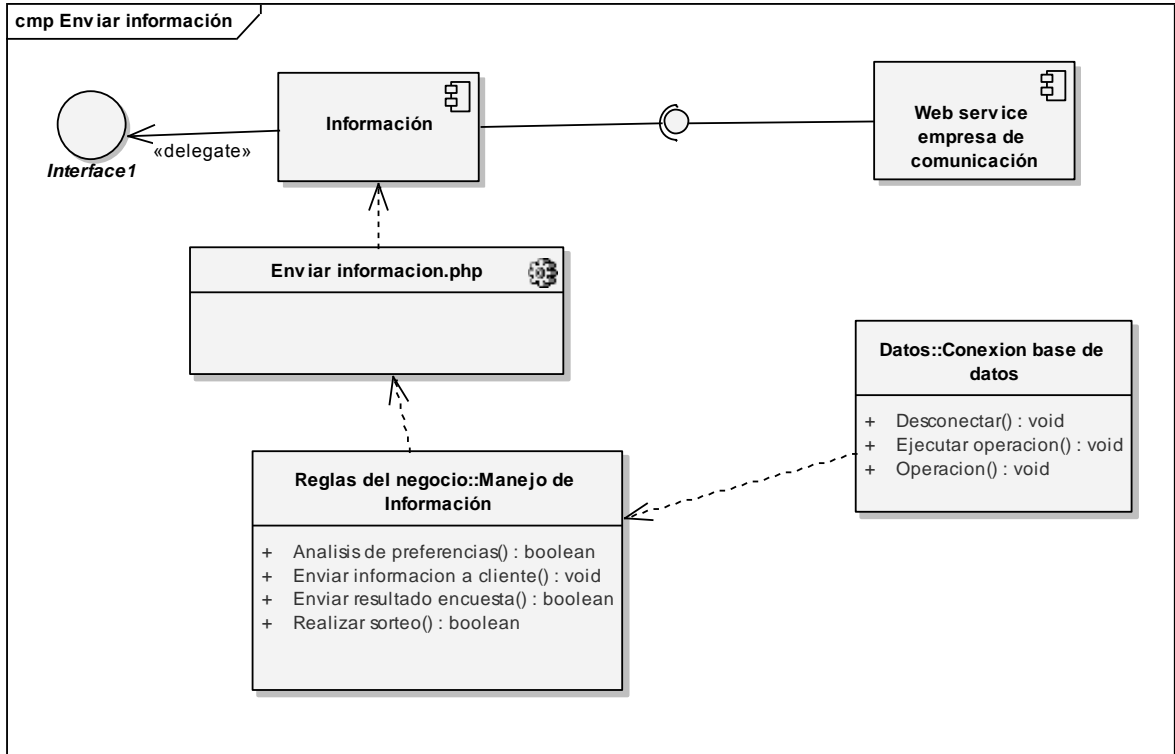 cmp Enviar información
Información
Web service
empresa de
comunicación
«delegate»
Interface1
Enviar informacion.php
Datos::Conexion base de
datos
+ Desconectar() : void
+ Ejecutar operacion() : void
+ Operacion() : void
Reglas del negocio::Manejo de
Información
+ Analisis de preferencias() : boolean
+ Enviar informacion a cliente() : void
+ Enviar resultado encuesta() : boolean
+ Realizar sorteo() : boolean